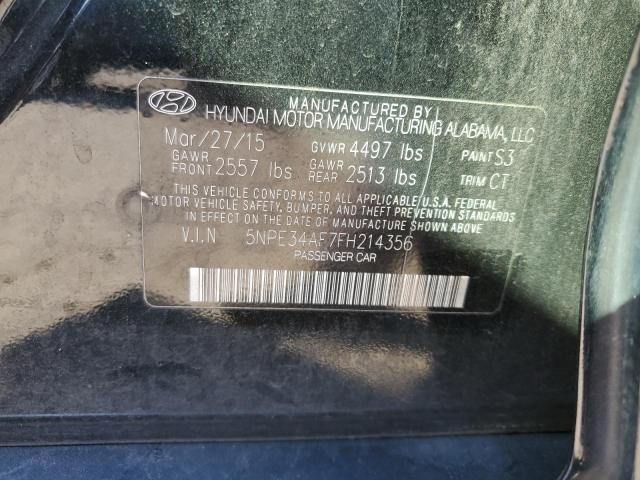 MANUFACTURED BY
HYUNDAI MOTOR MANUFACTURING ALABAMA, LLC
Mar/27/15 GVWR 4497 lbs PAINT S3
GAWR FRONT 2557 lbs GAWR REAR 2513 lbs TRIM CT
THIS VEHICLE CONFORMS TO ALL APPLICABLE U.S.A. FEDERAL
MOTOR VEHICLE SAFETY, BUMPER, AND THEFT PREVENTION STANDARDS
IN EFFECT ON THE DATE OF MANUFACTURE SHOWN ABOVE.
V.I.N 5NPE34AF7FH214356
PASSENGER CAR